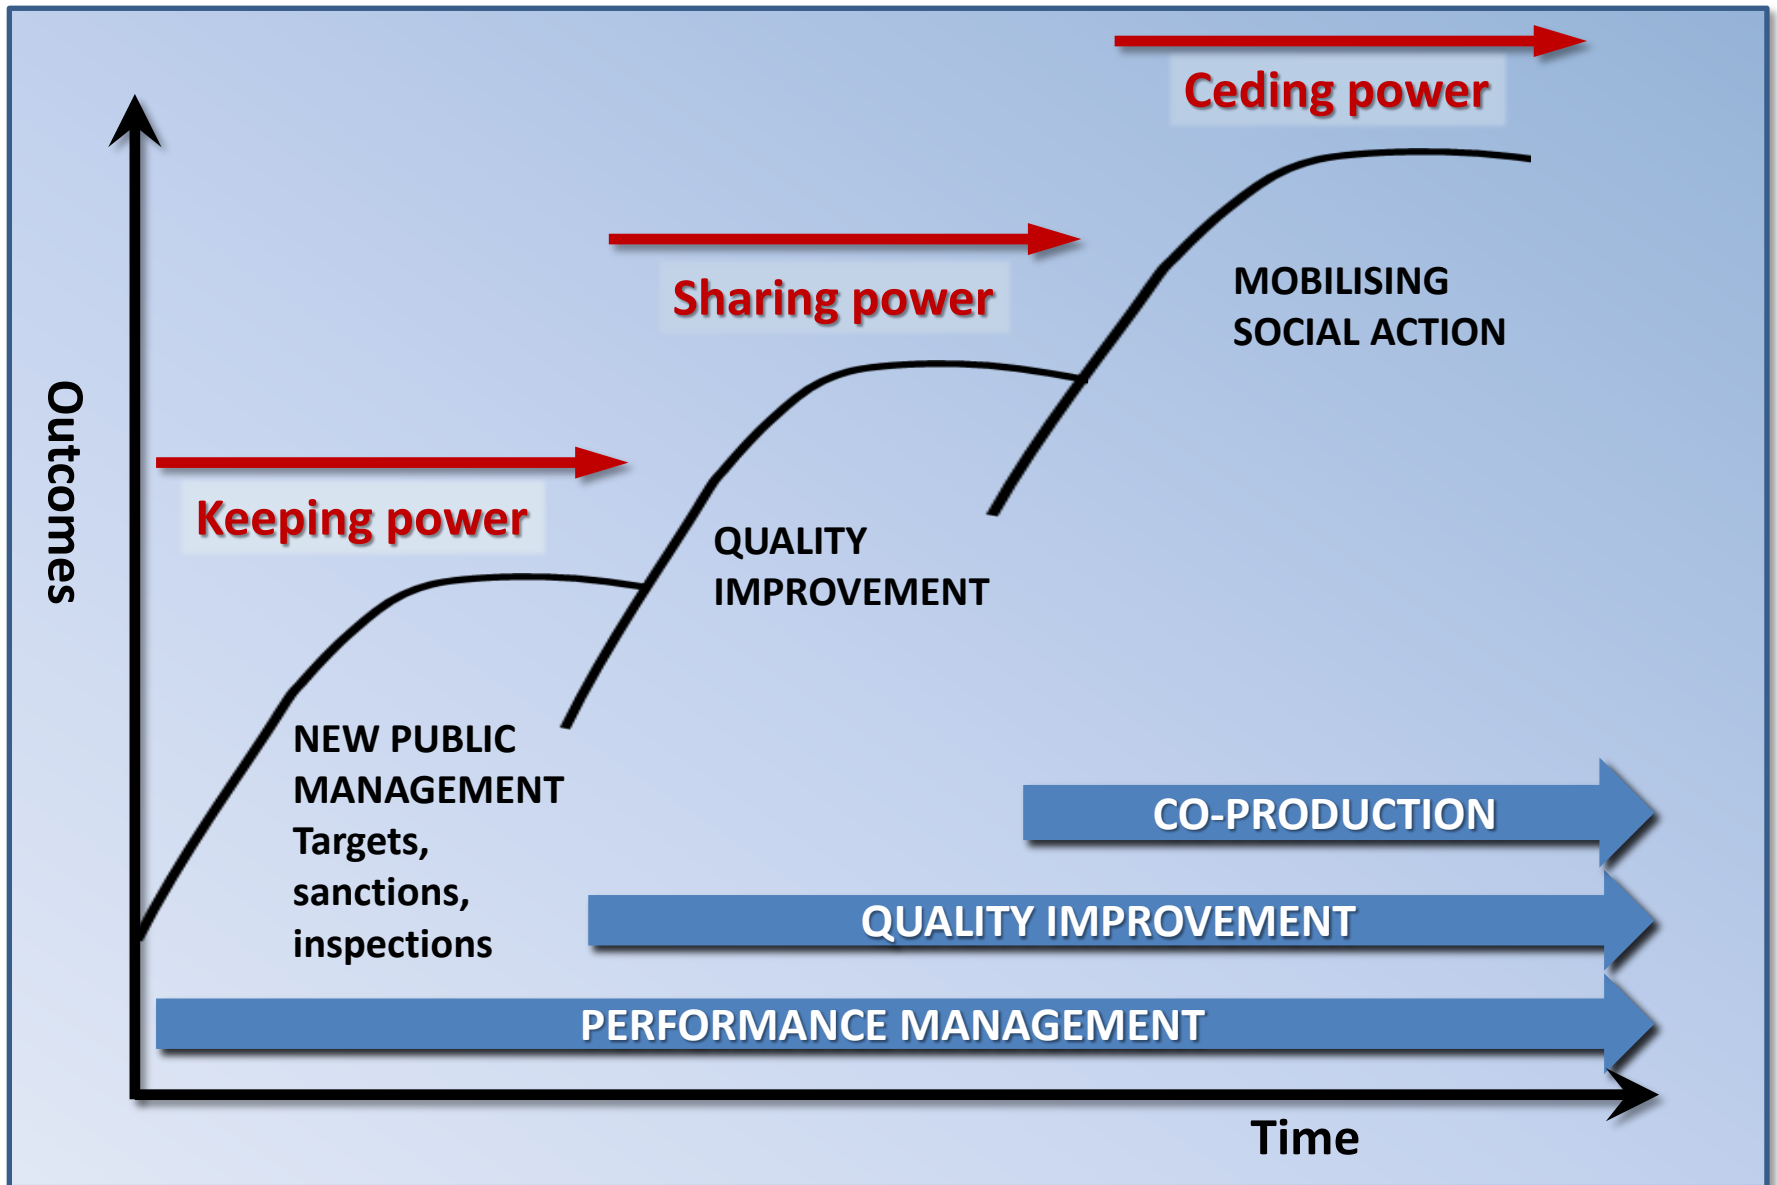 Ceding power
Sharing power
MOBILISING
SOCIAL ACTION
Outcomes
Keeping power
QUALITY
IMPROVEMENT
NEW PUBLIC
MANAGEMENT
Targets,
sanctions,
inspections
CO-PRODUCTION
QUALITY IMPROVEMENT
PERFORMANCE MANAGEMENT
Time